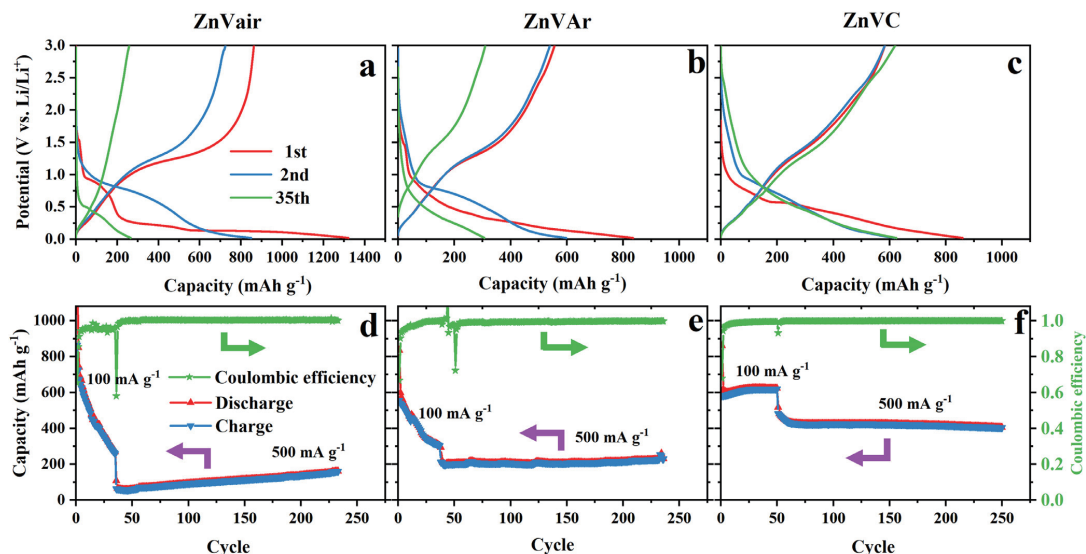 ZnVair ZnVAr ZnVC
Potential (V vs. Li/Li⁺)
3.0
2.5
2.0
1.5
1.0
0.5
0.0
a
1st
2nd
35th
b
c
0 200 400 600 800 1000 1200 1400
0 200 400 600 800 1000
0 200 400 600 800 1000
Capacity (mAh g⁻¹) Capacity (mAh g⁻¹) Capacity (mAh g⁻¹)
Capacity (mAh g⁻¹)
1000
800
600
400
200
0
d
100 mA g⁻¹
Coulombic efficiency
Discharge
Charge
500 mA g⁻¹
e
100 mA g⁻¹
500 mA g⁻¹
f
100 mA g⁻¹
500 mA g⁻¹
1.0
0.8
0.6
0.4
0.2
0.0
Coulombic efficiency
0 50 100 150 200 250
0 50 100 150 200 250
0 50 100 150 200 250
Cycle Cycle Cycle